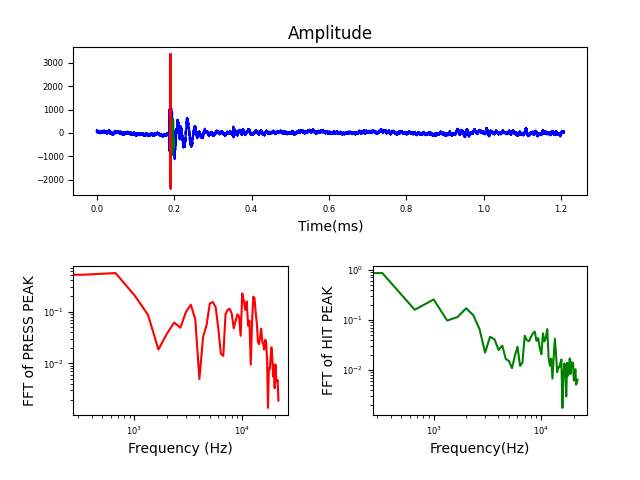 Amplitude
3000
2000
1000
0
−1000
−2000
0.0 0.2 0.4 0.6 0.8 1.0 1.2
Time(ms)
FFT of PRESS PEAK
10⁻¹
10⁻²
10³ 10⁴
Frequency (Hz)
FFT of HIT PEAK
10⁰
10⁻¹
10⁻²
10³ 10⁴
Frequency(Hz)